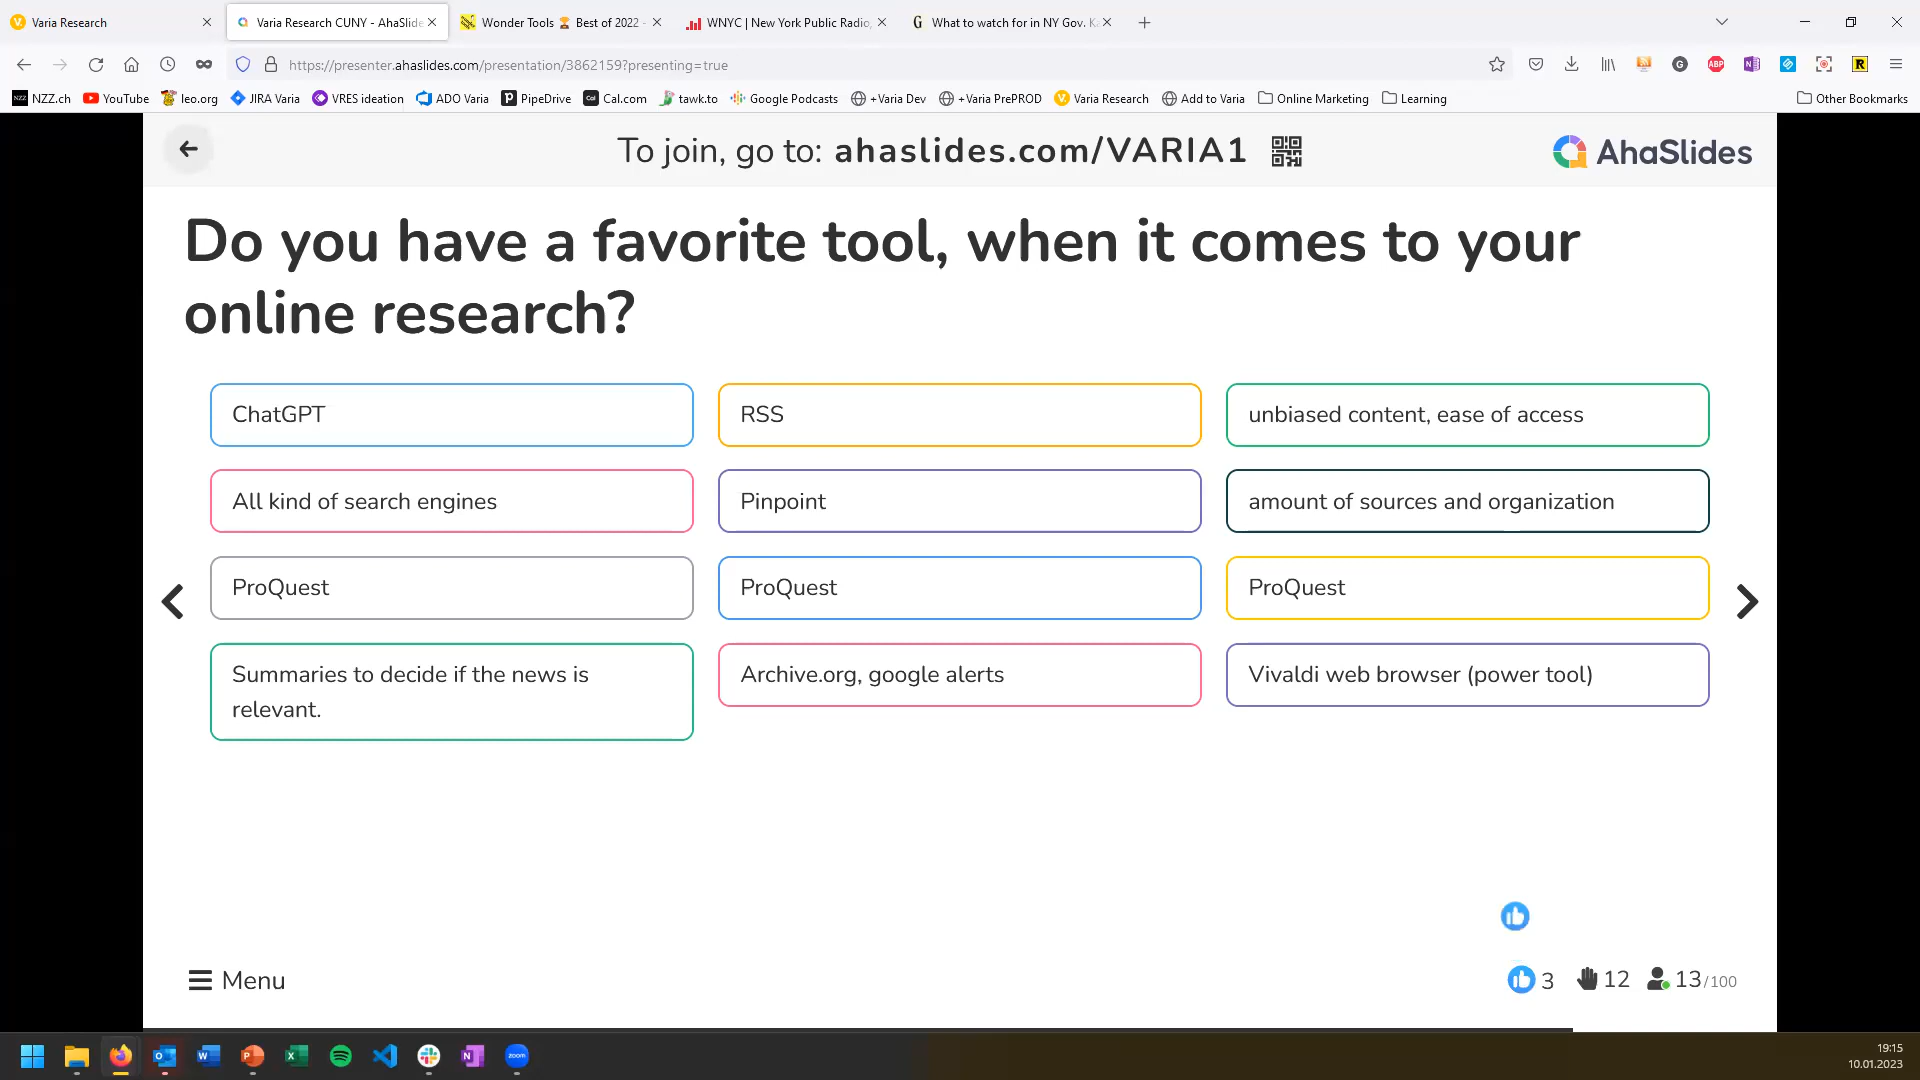 Varia Research
Varia Research CUNY - AhaSlide
Wonder Tools 🏆 Best of 2022 -
WNYC | New York Public Radio,
What to watch for in NY Gov. Ka
https://presenter.ahaslides.com/presentation/3862159?presenting=true
NZZ.ch YouTube leo.org JIRA Varia VRES ideation ADO Varia PipeDrive Cal.com tawk.to Google Podcasts +Varia Dev +Varia PrePROD Varia Research Add to Varia Online Marketing Learning Other Bookmarks
To join, go to: ahaslides.com/VARIA1
AhaSlides
Do you have a favorite tool, when it comes to your
online research?
ChatGPT
RSS
unbiased content, ease of access
All kind of search engines
Pinpoint
amount of sources and organization
ProQuest
ProQuest
ProQuest
Summaries to decide if the news is
relevant.
Archive.org, google alerts
Vivaldi web browser (power tool)
Menu
3 12 13/100
19:15
10.01.2023